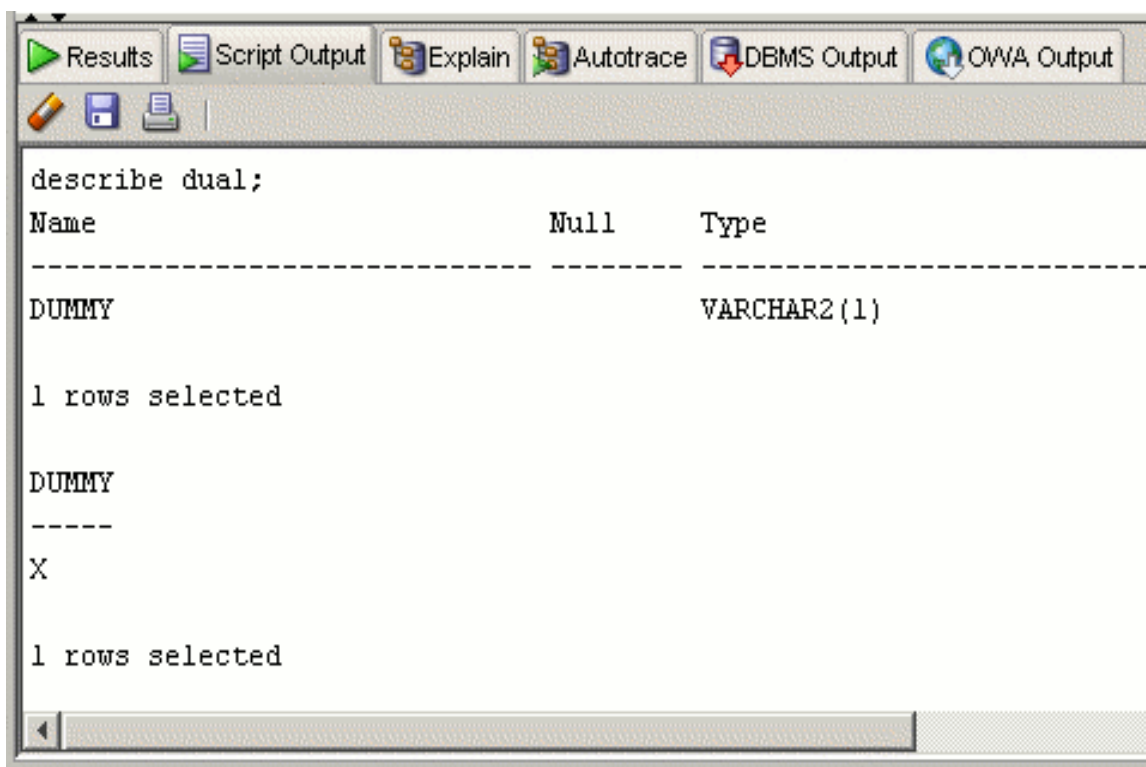 Results Script Output Explain Autotrace DBMS Output OWA Output
describe dual;
Name Null Type
------------------------------ -------- --------------------------
DUMMY VARCHAR2(1)
1 rows selected
DUMMY
-----
X
1 rows selected